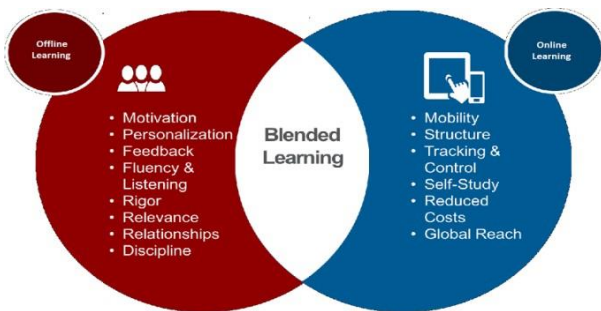 Offline
Learning
• Motivation
• Personalization
• Feedback
• Fluency &
Listening
• Rigor
• Relevance
• Relationships
• Discipline
Blended
Learning
Online
Learning
• Mobility
• Structure
• Tracking &
Control
• Self-Study
• Reduced
Costs
• Global Reach